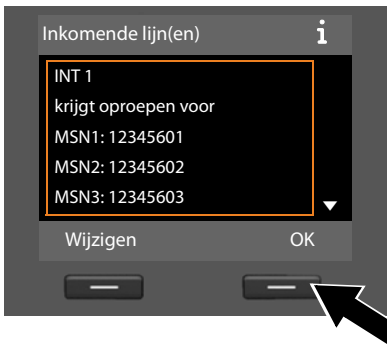 Inkomende lijn(en) i
INT 1
krijgt oproepen voor
MSN1: 12345601
MSN2: 12345602
MSN3: 12345603
Wijzigen OK